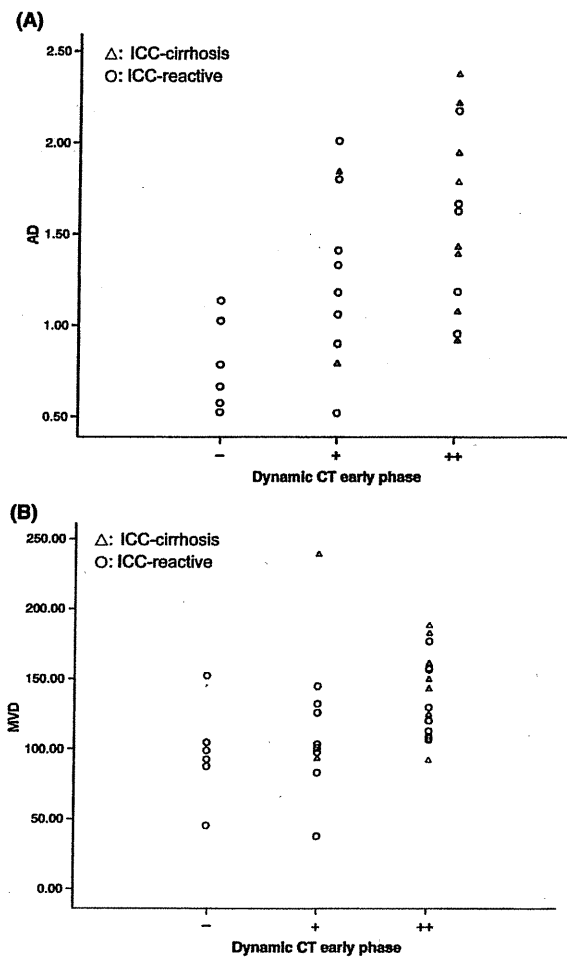 (A)
△: ICC-cirrhosis
○: ICC-reactive
2.50
2.00
1.50
1.00
0.50
AD
− + ++
Dynamic CT early phase
(B)
△: ICC-cirrhosis
○: ICC-reactive
250.00
200.00
150.00
100.00
50.00
0.00
MVD
− + ++
Dynamic CT early phase